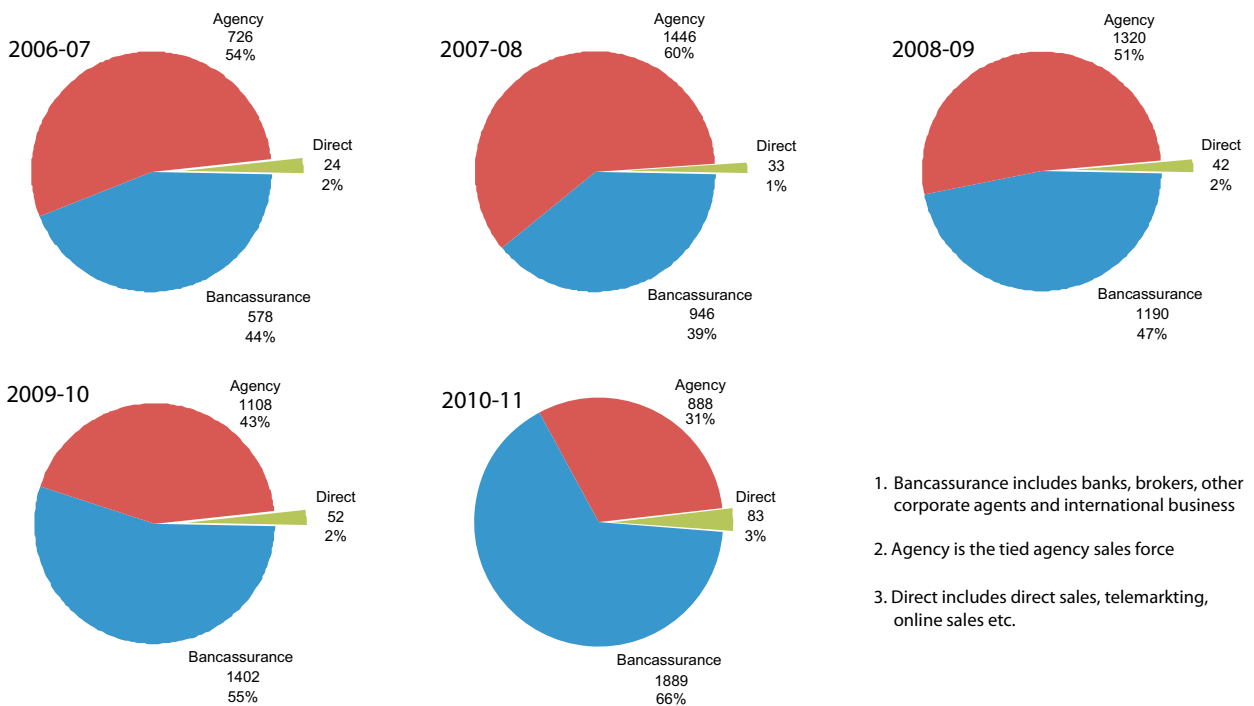 2006-07
Agency
726
54%
Direct
24
2%
Bancassurance
578
44%
2007-08
Agency
1446
60%
Direct
33
1%
Bancassurance
946
39%
2008-09
Agency
1320
51%
Direct
42
2%
Bancassurance
1190
47%
2009-10
Agency
1108
43%
Direct
52
2%
Bancassurance
1402
55%
2010-11
Agency
888
31%
Direct
83
3%
Bancassurance
1889
66%
1. Bancassurance includes banks, brokers, other
corporate agents and international business
2. Agency is the tied agency sales force
3. Direct includes direct sales, telemarkting,
online sales etc.